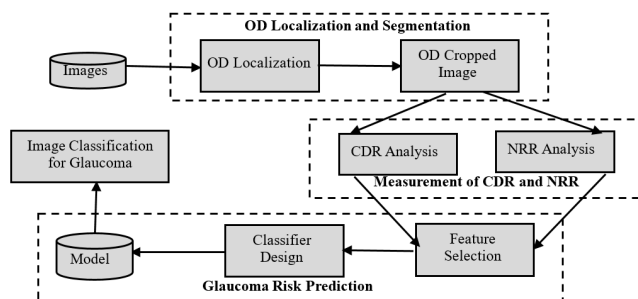 OD Localization and Segmentation
Images
OD Localization
OD Cropped
Image
Image Classification
for Glaucoma
CDR Analysis
NRR Analysis
Measurement of CDR and NRR
Model
Classifier
Design
Feature
Selection
Glaucoma Risk Prediction